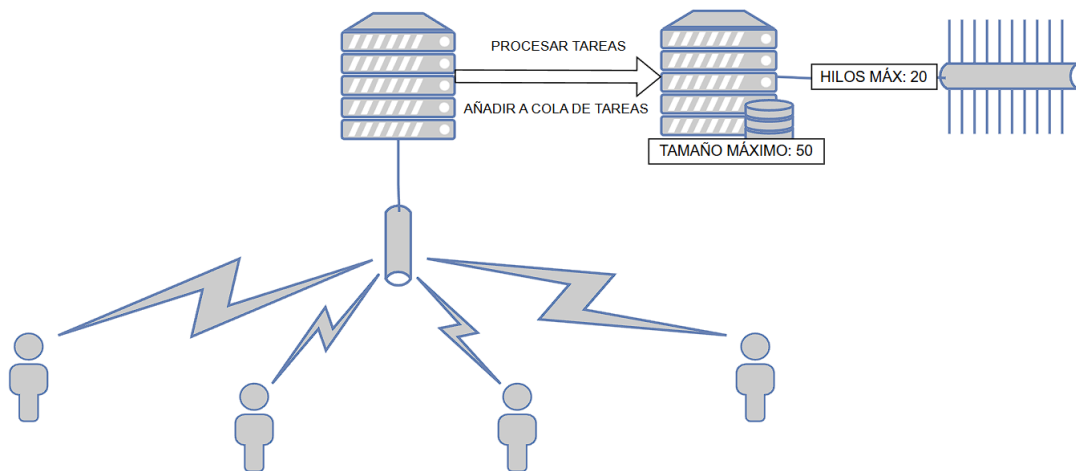 PROCESAR TAREAS
AÑADIR A COLA DE TAREAS
HILOS MÁX: 20
TAMAÑO MÁXIMO: 50